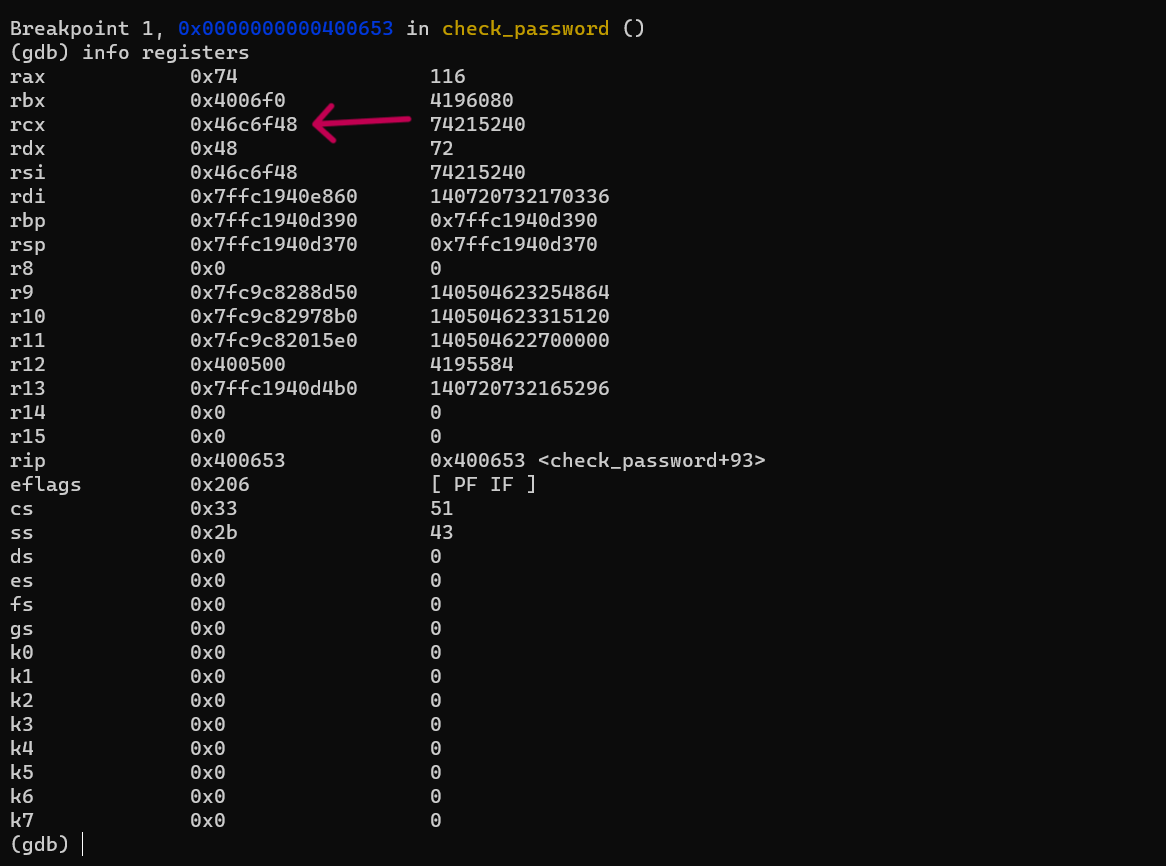 Breakpoint 1, 0x0000000000400653 in check_password ()
(gdb) info registers
rax 0x74 116
rbx 0x4006f0 4196080
rcx 0x46c6f48 74215240
rdx 0x48 72
rsi 0x46c6f48 74215240
rdi 0x7ffc1940e860 140720732170336
rbp 0x7ffc1940d390 0x7ffc1940d390
rsp 0x7ffc1940d370 0x7ffc1940d370
r8 0x0 0
r9 0x7fc9c8288d50 140504623254864
r10 0x7fc9c82978b0 140504623315120
r11 0x7fc9c82015e0 140504622700000
r12 0x400500 4195584
r13 0x7ffc1940d4b0 140720732165296
r14 0x0 0
r15 0x0 0
rip 0x400653 0x400653 <check_password+93>
eflags 0x206 [ PF IF ]
cs 0x33 51
ss 0x2b 43
ds 0x0 0
es 0x0 0
fs 0x0 0
gs 0x0 0
k0 0x0 0
k1 0x0 0
k2 0x0 0
k3 0x0 0
k4 0x0 0
k5 0x0 0
k6 0x0 0
k7 0x0 0
(gdb)